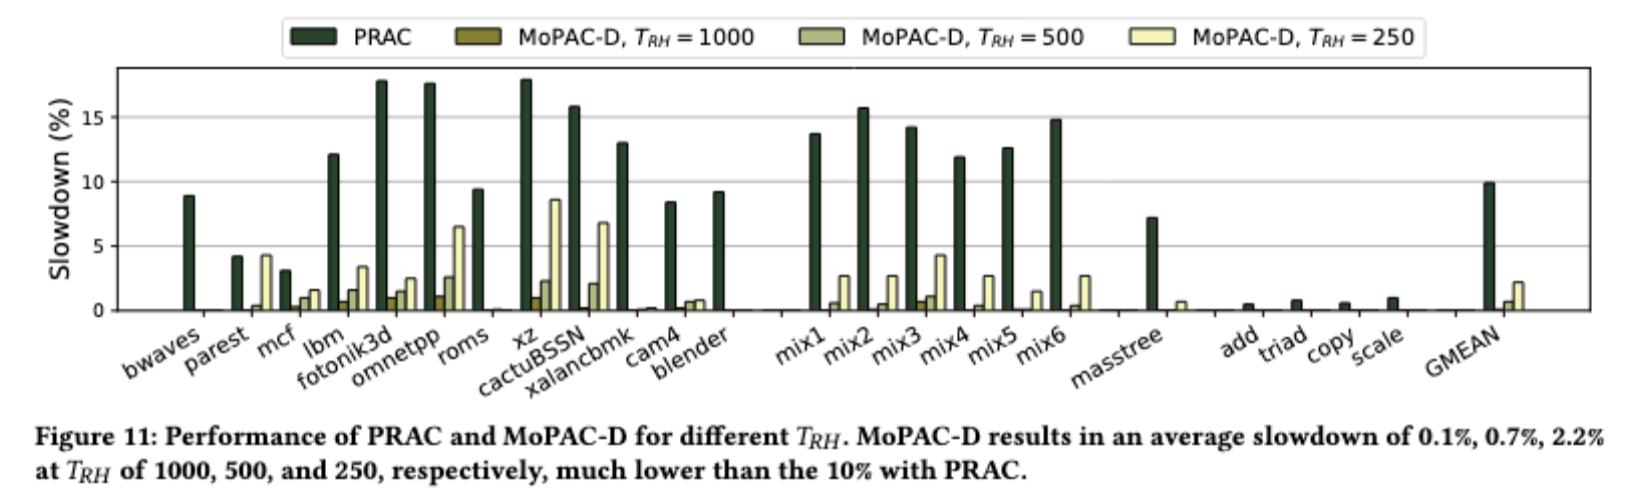 PRAC MoPAC-D, T_RH = 1000 MoPAC-D, T_RH = 500 MoPAC-D, T_RH = 250
Slowdown (%)
15
10
5
0
bwaves parest mcf lbm fotonik3d omnetpp roms xz cactuBSSN xalancbmk cam4 blender mix1 mix2 mix3 mix4 mix5 mix6 masstree add triad copy scale GMEAN
Figure 11: Performance of PRAC and MoPAC-D for different T_RH. MoPAC-D results in an average slowdown of 0.1%, 0.7%, 2.2%
at T_RH of 1000, 500, and 250, respectively, much lower than the 10% with PRAC.